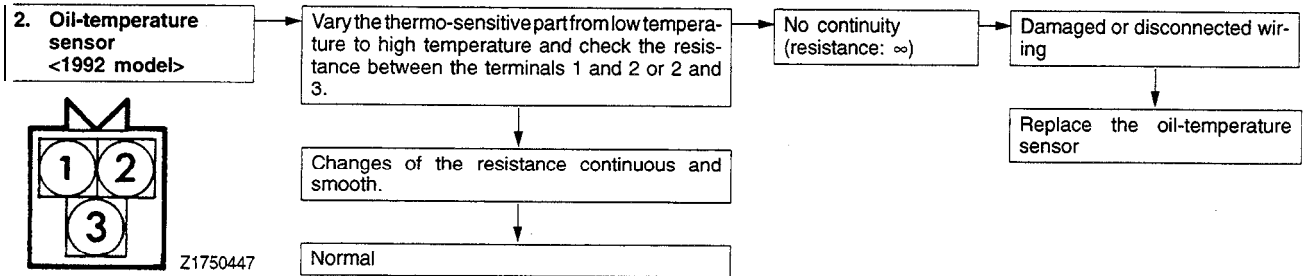 2. Oil-temperature
sensor
<1992 model>
Vary the thermo-sensitive part from low tempera-
ture to high temperature and check the resis-
tance between the terminals 1 and 2 or 2 and
3.
No continuity
(resistance: ∞)
Damaged or disconnected wir-
ing
Replace the oil-temperature
sensor
Changes of the resistance continuous and
smooth.
Normal
1 2
3
Z1750447